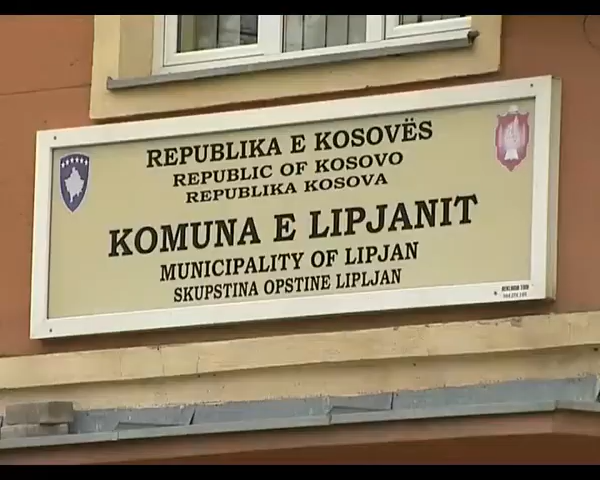 REPUBLIKA E KOSOVËS
REPUBLIC OF KOSOVO
REPUBLIKA KOSOVA
KOMUNA E LIPJANIT
MUNICIPALITY OF LIPJAN
SKUPSTINA OPSTINE LIPLJAN